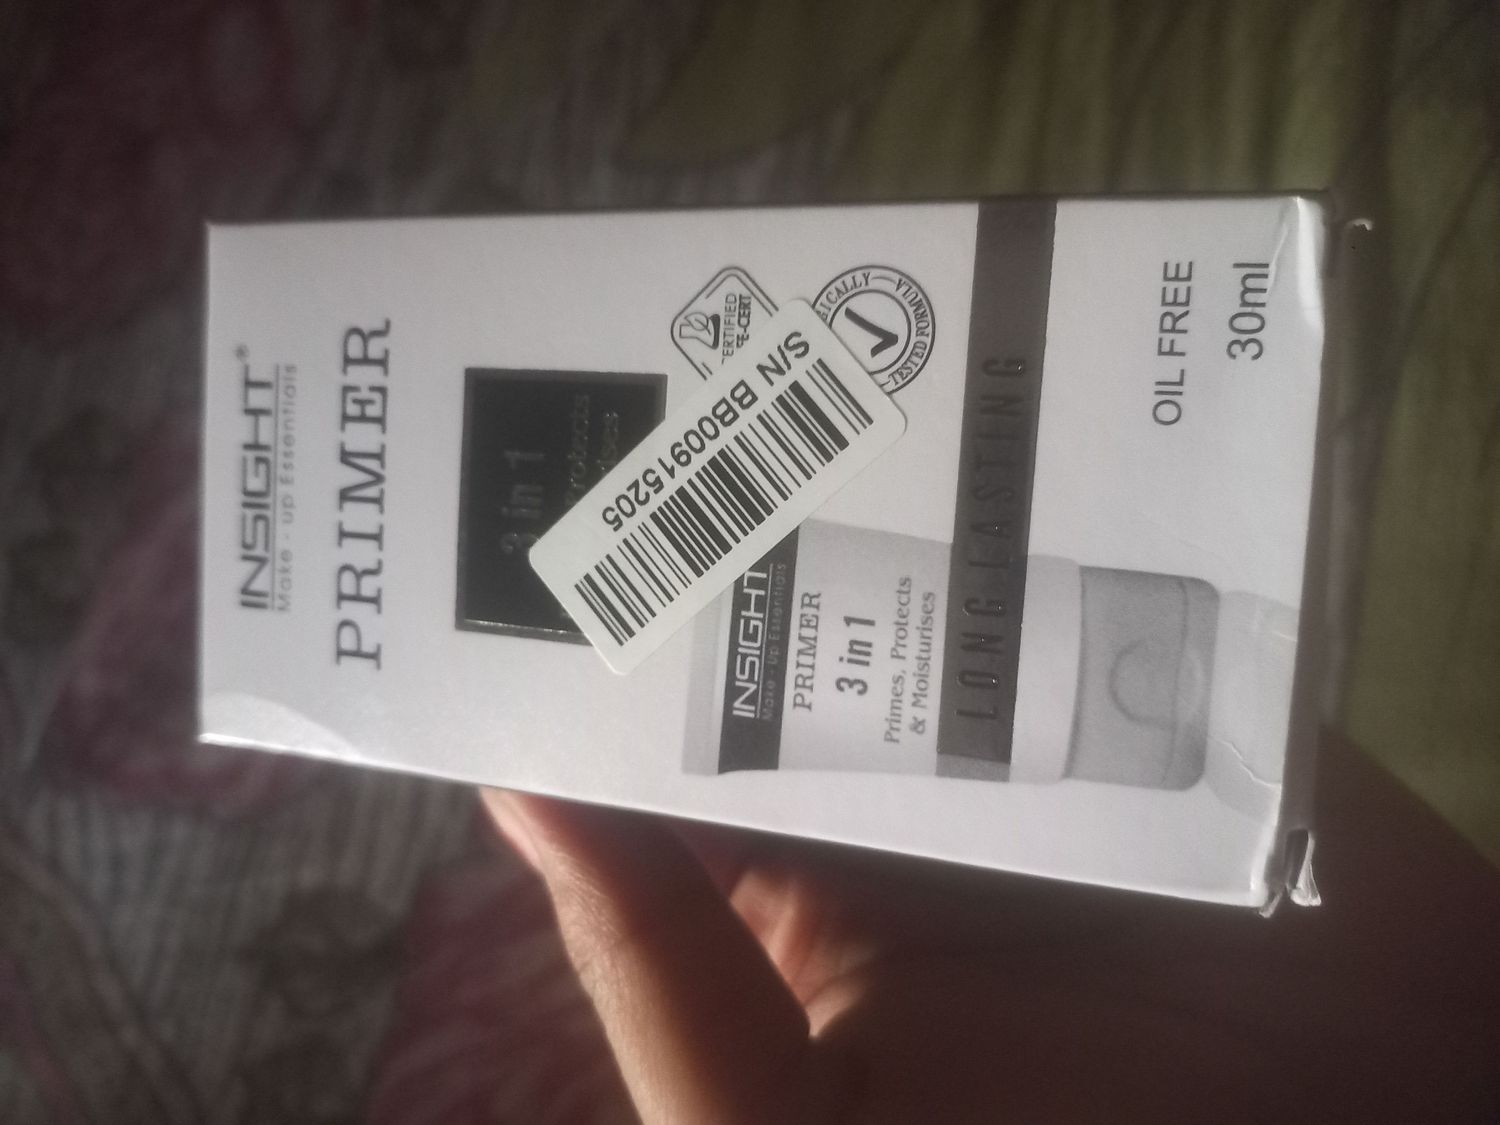 INSIGHT®
Make-up Essentials
PRIMER
3 in 1
Protects
S/N BB00915205
TESTED FORMULA
INSIGHT
Make-Up Essentials
PRIMER
3 in 1
Primes, Protects
& Moisturises
LONG LASTING
OIL FREE
30ml